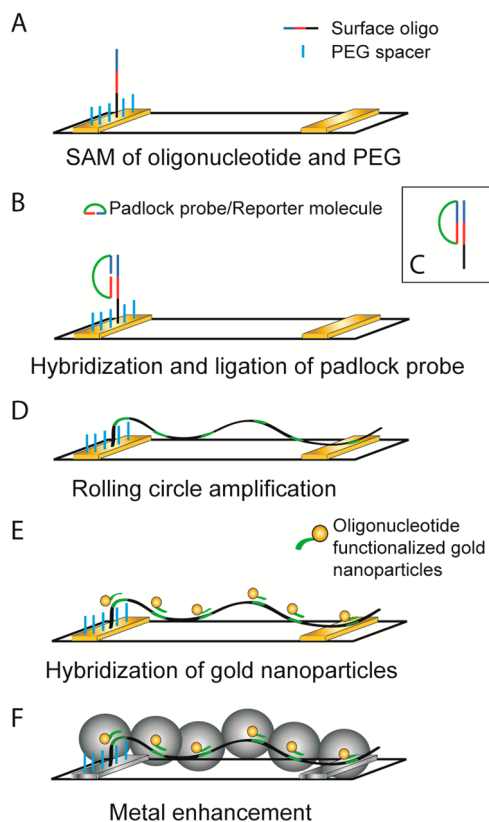 A
Surface oligo
PEG spacer
SAM of oligonucleotide and PEG
B
Padlock probe/Reporter molecule
C
Hybridization and ligation of padlock probe
D
Rolling circle amplification
E
Oligonucleotide
functionalized gold
nanoparticles
Hybridization of gold nanoparticles
F
Metal enhancement